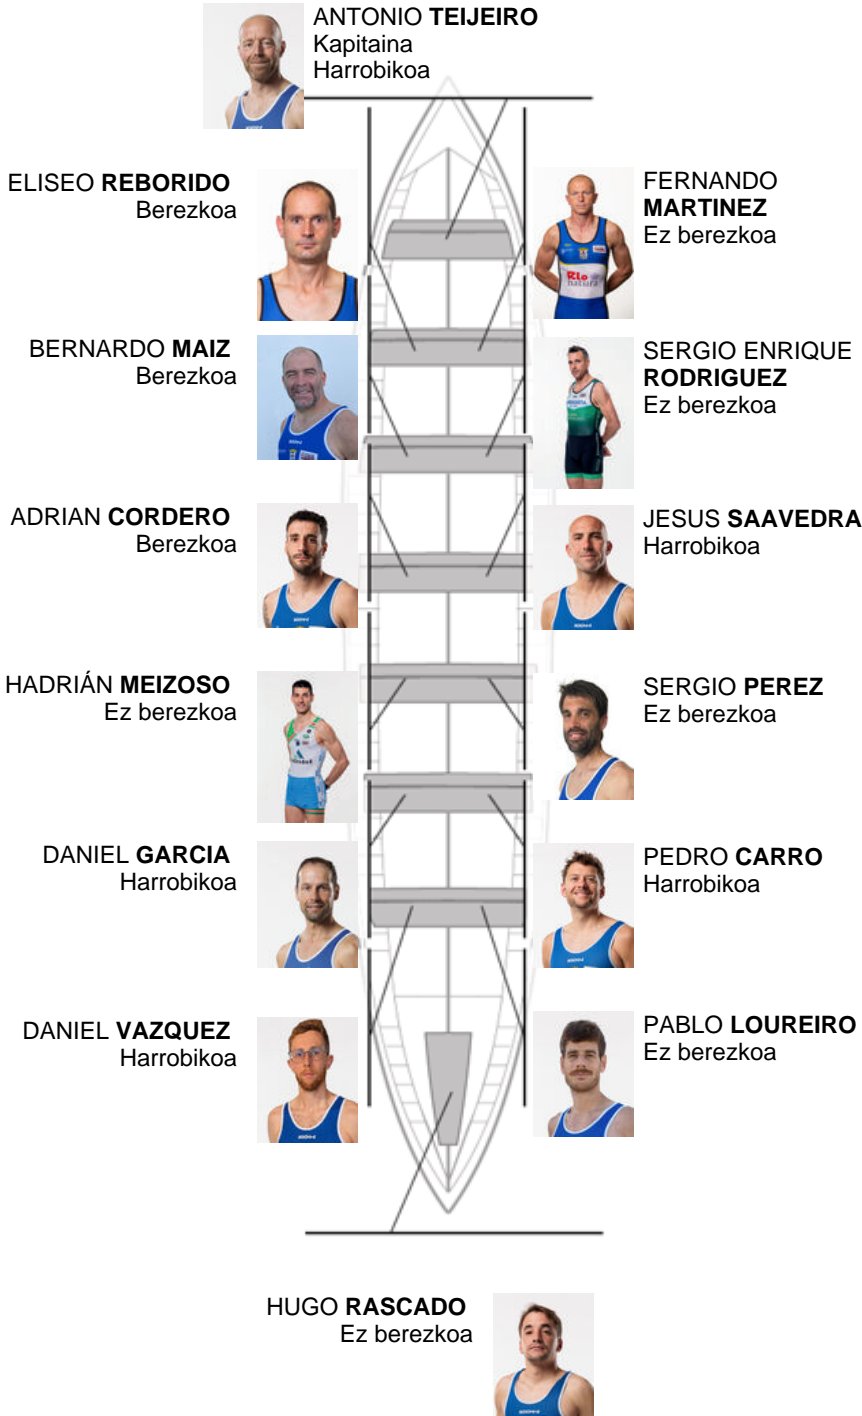 ANTONIO TEIJEIRO
Kapitaina
Harrobikoa
ELISEO REBORIDO
Berezkoa
FERNANDO
MARTINEZ
Ez berezkoa
BERNARDO MAIZ
Berezkoa
SERGIO ENRIQUE
RODRIGUEZ
Ez berezkoa
ADRIAN CORDERO
Berezkoa
JESUS SAAVEDRA
Harrobikoa
HADRIÁN MEIZOSO
Ez berezkoa
SERGIO PEREZ
Ez berezkoa
DANIEL GARCIA
Harrobikoa
PEDRO CARRO
Harrobikoa
DANIEL VAZQUEZ
Harrobikoa
PABLO LOUREIRO
Ez berezkoa
HUGO RASCADO
Ez berezkoa